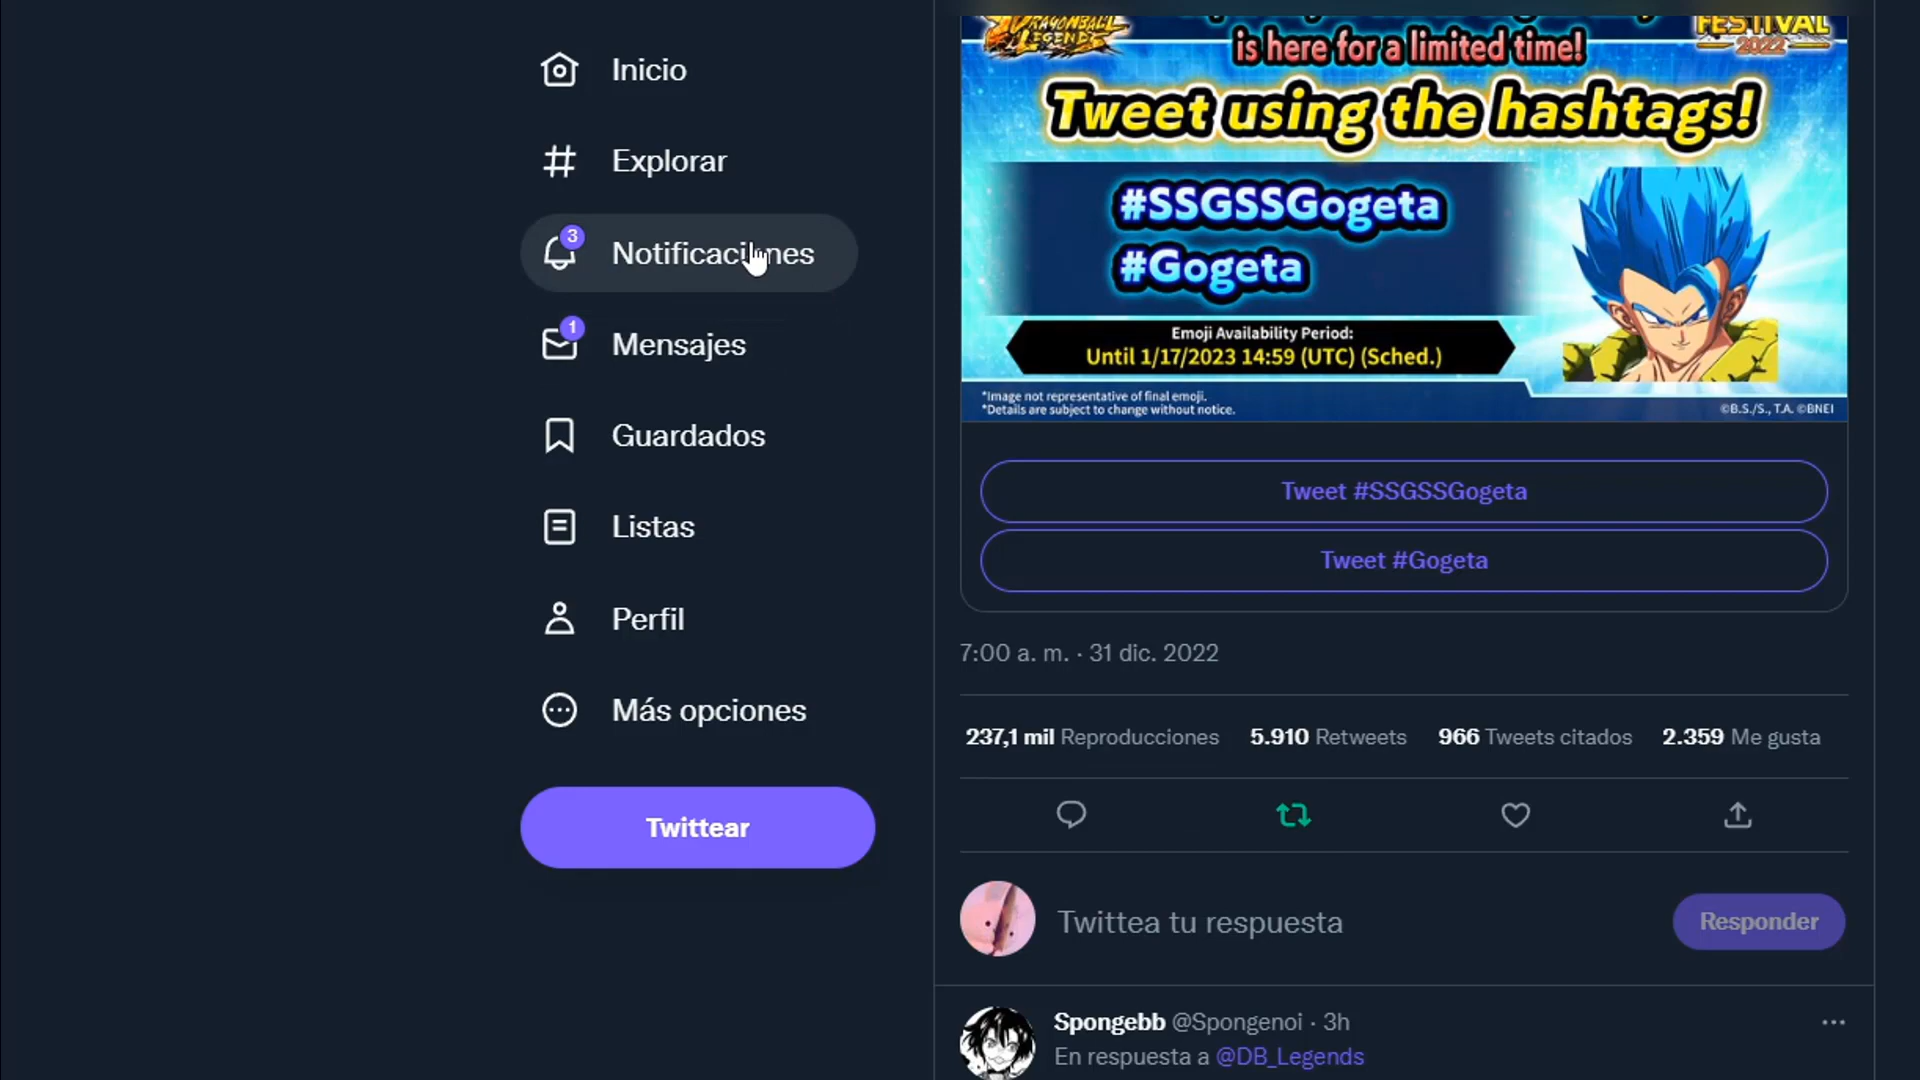 Inicio
Explorar
3
Notificaciones
1
Mensajes
Guardados
Listas
Perfil
Más opciones
Twittear
DRAGONBALL
LEGENDS
FESTIVAL
2022
is here for a limited time!
Tweet using the hashtags!
#SSGSSGogeta
#Gogeta
Emoji Availability Period:
Until 1/17/2023 14:59 (UTC) (Sched.)
*Image not representative of final emoji.
*Details are subject to change without notice.
©B.S./S., T.A. ©BNEI
Tweet #SSGSSGogeta
Tweet #Gogeta
7:00 a. m. · 31 dic. 2022
237,1 mil Reproducciones 5.910 Retweets 966 Tweets citados 2.359 Me gusta
Twittea tu respuesta
Responder
Spongebb @Spongenoi · 3h
En respuesta a @DB_Legends